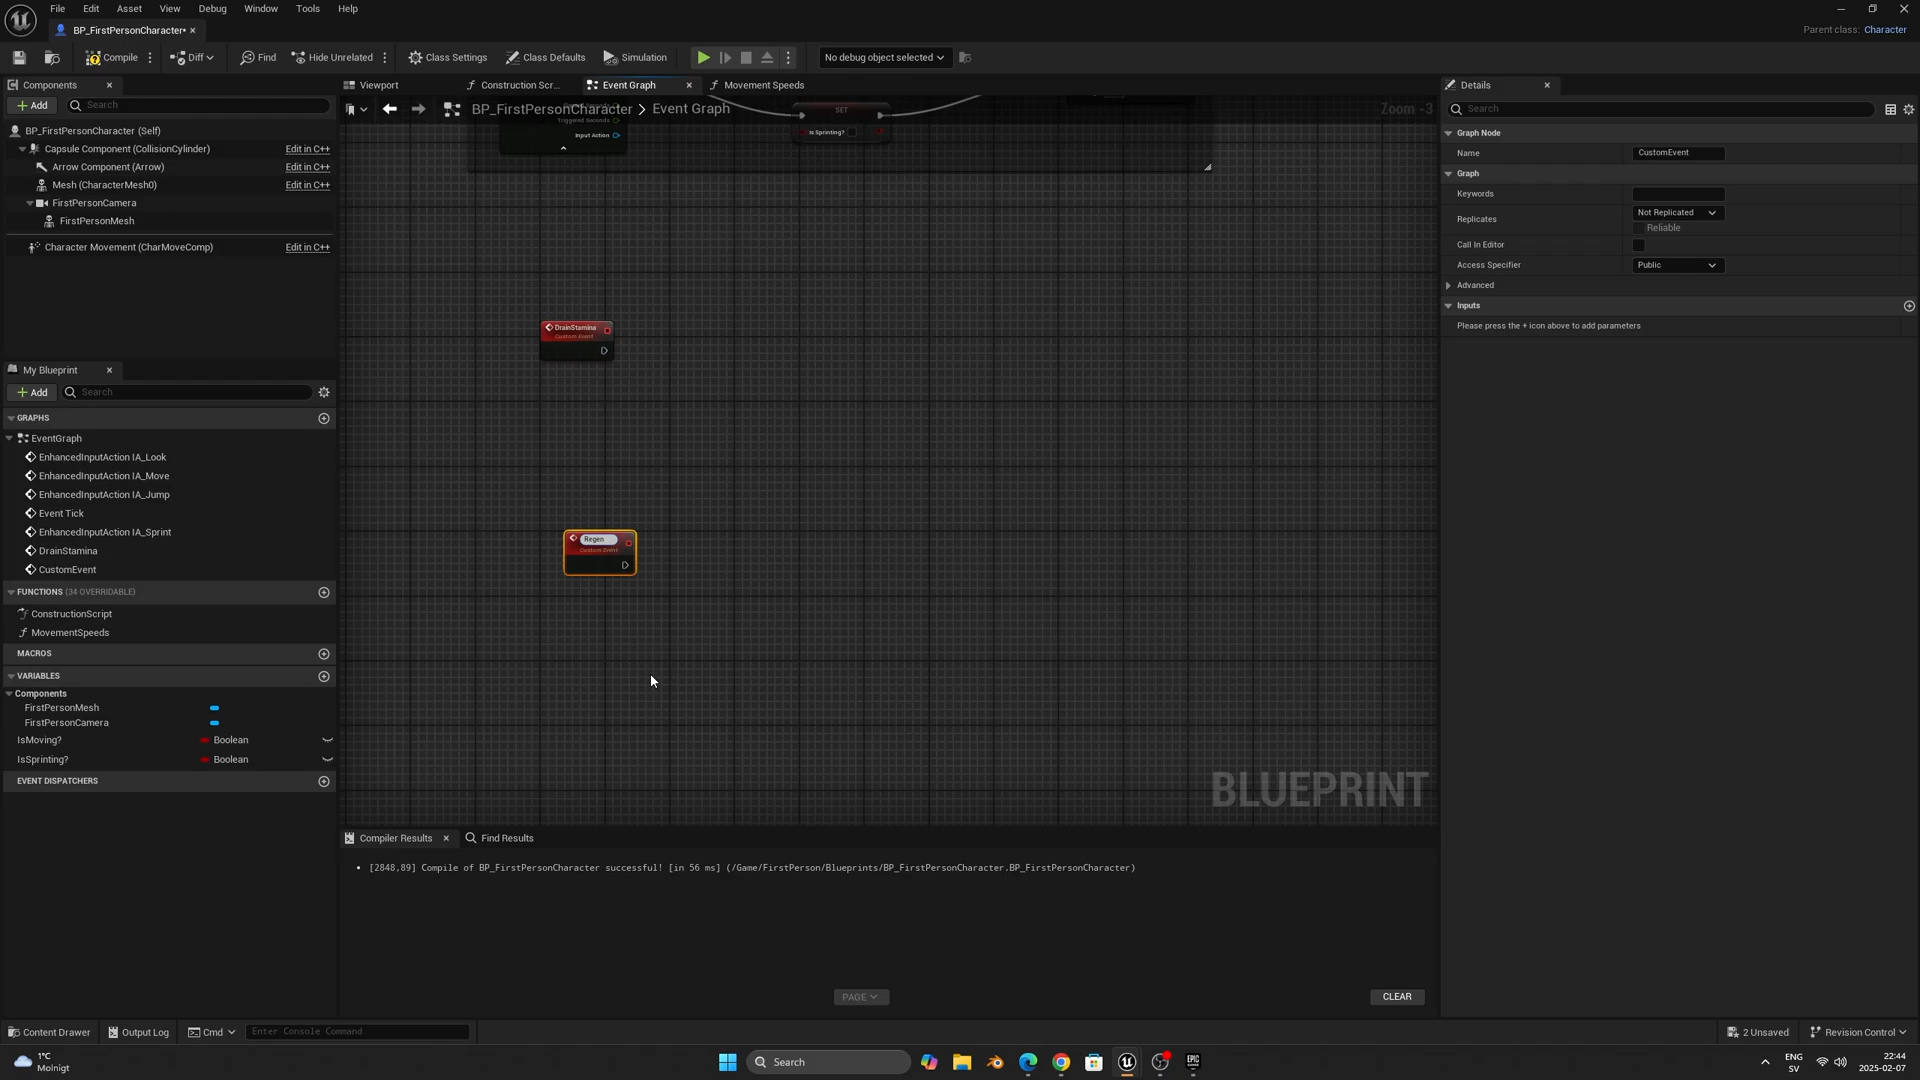 File Edit Asset View Debug Window Tools Help
BP_FirstPersonCharacter*
Parent class: Character
Compile Diff Find Hide Unrelated Class Settings Class Defaults Simulation No debug object selected
Components
Add Search
BP_FirstPersonCharacter (Self)
Capsule Component (CollisionCylinder) Edit in C++
Arrow Component (Arrow) Edit in C++
Mesh (CharacterMesh0) Edit in C++
FirstPersonCamera
FirstPersonMesh
Character Movement (CharMoveComp) Edit in C++
My Blueprint
Add Search
GRAPHS
EventGraph
EnhancedInputAction IA_Look
EnhancedInputAction IA_Move
EnhancedInputAction IA_Jump
Event Tick
EnhancedInputAction IA_Sprint
DrainStamina
CustomEvent
FUNCTIONS (34 OVERRIDABLE)
ConstructionScript
MovementSpeeds
MACROS
VARIABLES
Components
FirstPersonMesh
FirstPersonCamera
IsMoving? Boolean
IsSprinting? Boolean
EVENT DISPATCHERS
Viewport Construction Scr... Event Graph Movement Speeds
BP_FirstPersonCharacter > Event Graph
Zoom -3
Triggered Seconds
Input Action
SET
Is Sprinting?
DrainStamina
Custom Event
Regen
Custom Event
BLUEPRINT
Compiler Results Find Results
[2848,89] Compile of BP_FirstPersonCharacter successful! [in 56 ms] (/Game/FirstPerson/Blueprints/BP_FirstPersonCharacter.BP_FirstPersonCharacter)
PAGE
CLEAR
Details
Search
Graph Node
Name CustomEvent
Graph
Keywords
Replicates Not Replicated
Reliable
Call In Editor
Access Specifier Public
Advanced
Inputs
Please press the + icon above to add parameters
Content Drawer Output Log Cmd Enter Console Command
2 Unsaved Revision Control
1°C
Molnigt
Search
ENG
SV
22:44
2025-02-07